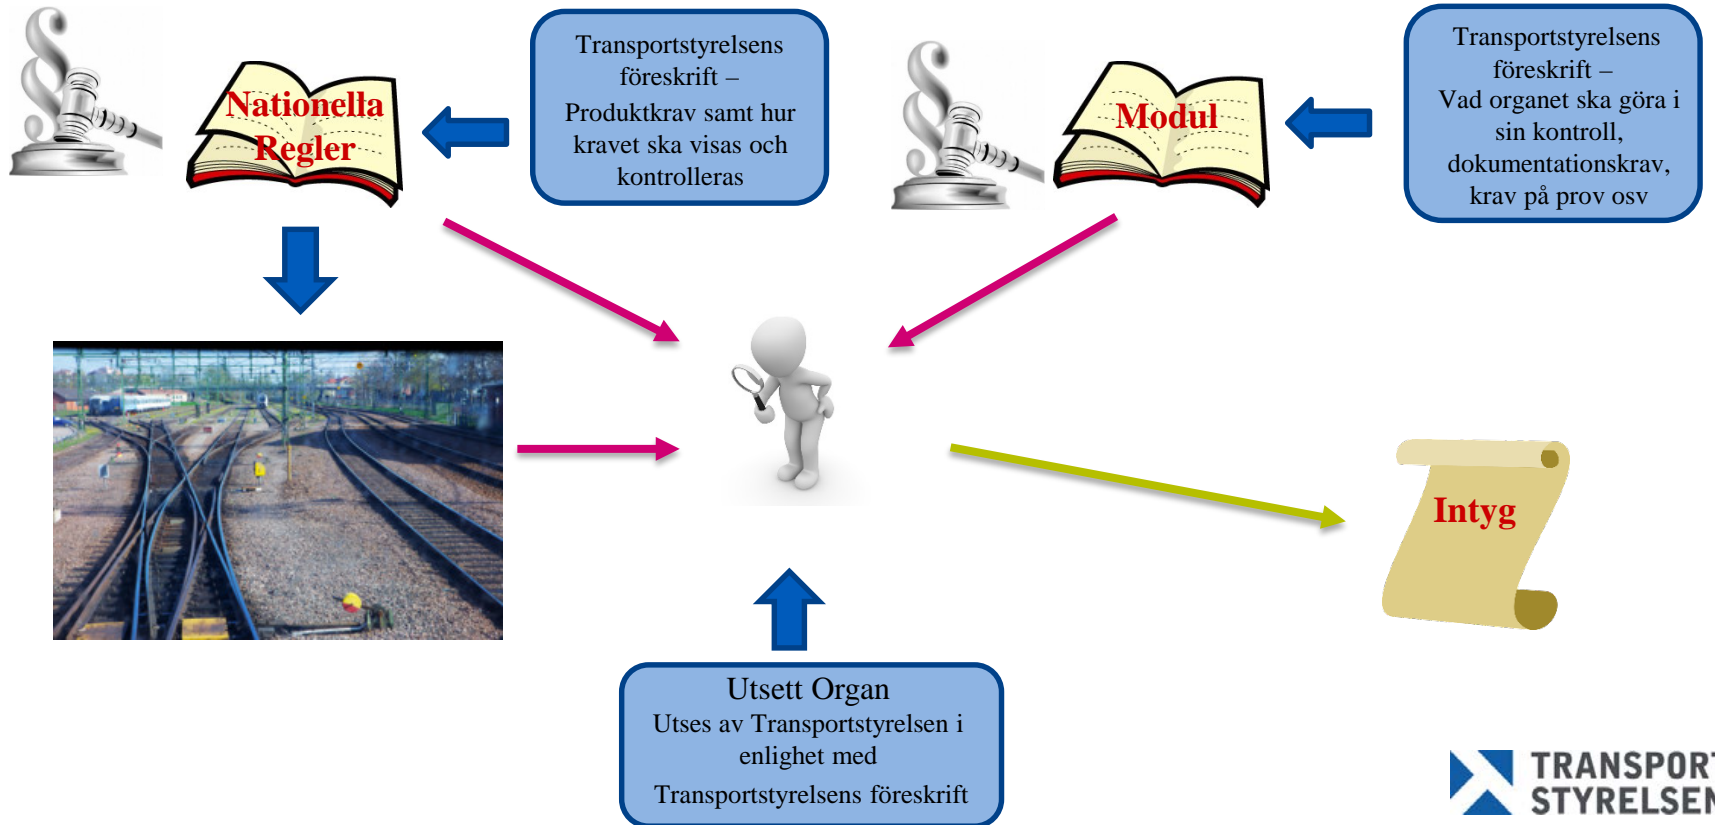 Nationella
Regler
Transportstyrelsens
föreskrift –
Produktkrav samt hur
kravet ska visas och
kontrolleras
Modul
Transportstyrelsens
föreskrift –
Vad organet ska göra i
sin kontroll,
dokumentationskrav,
krav på prov osv
Intyg
Utsett Organ
Utses av Transportstyrelsen i
enlighet med
Transportstyrelsens föreskrift
TRANSPORT
STYRELSEN